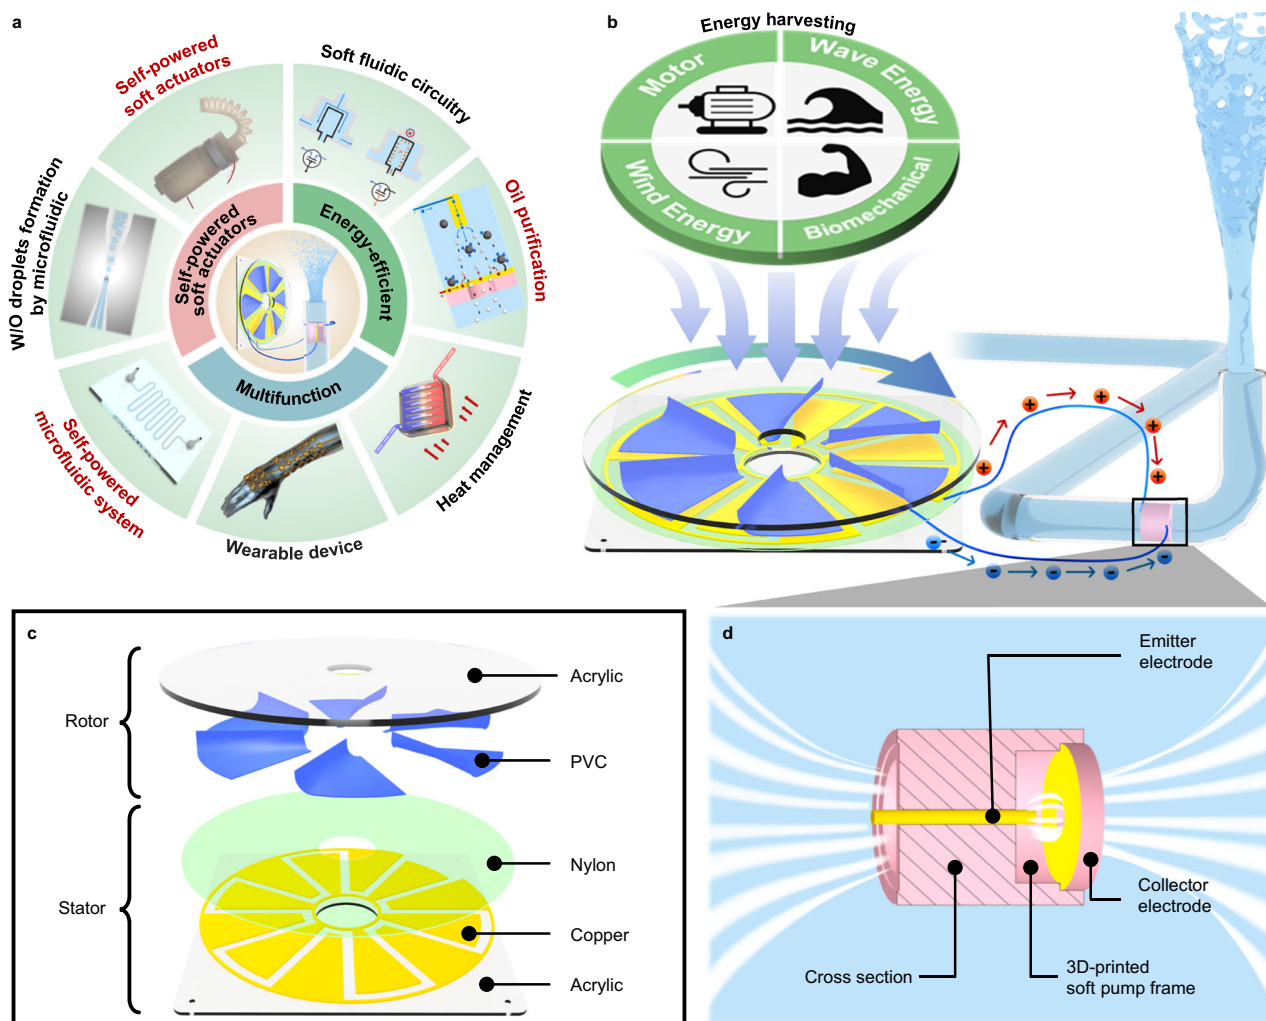 a
Self-powered
soft actuators
Soft fluidic circuitry
Oil purification
Heat management
Wearable device
Self-powered
microfluidic system
W/O droplets formation
by microfluidic
Self-powered
soft actuators
Energy-efficient
Multifunction
b
Energy harvesting
Motor
Wave Energy
Wind Energy
Biomechanical
+
+
+
+
+
-
-
-
-
-
c
Rotor
Acrylic
PVC
Stator
Nylon
Copper
Acrylic
d
Emitter
electrode
Collector
electrode
Cross section
3D-printed
soft pump frame